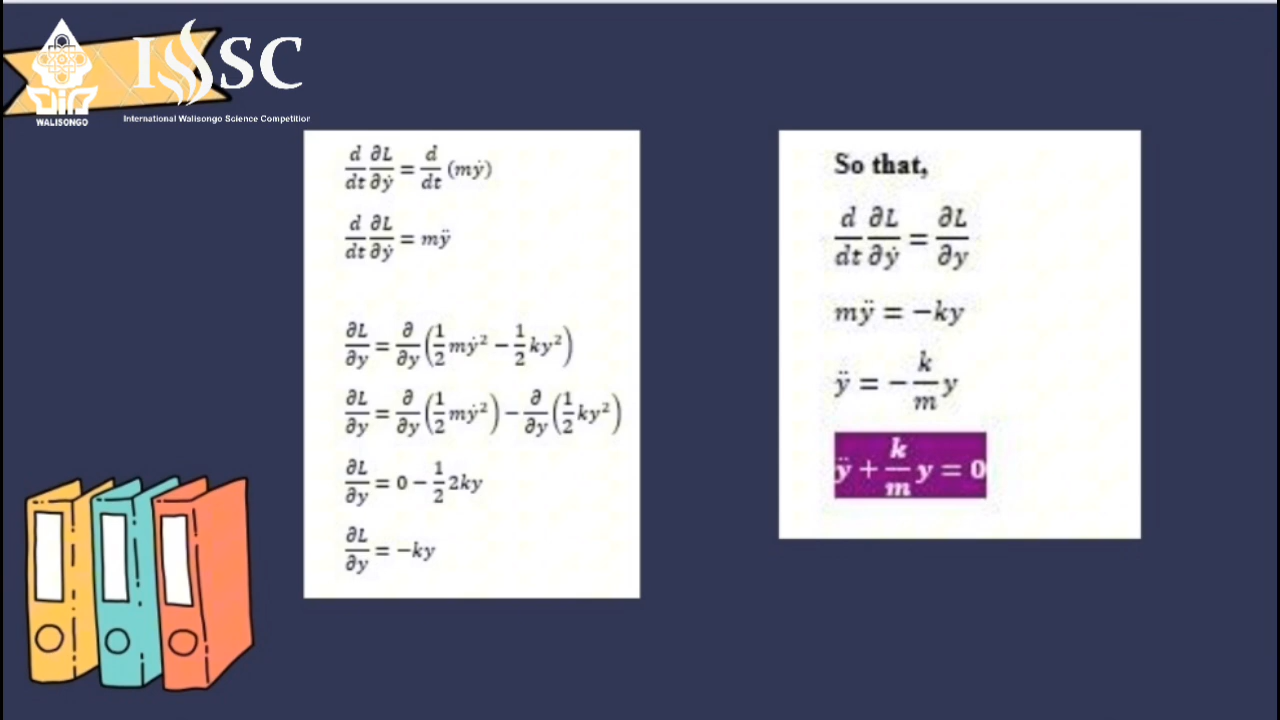 ISSC
WALISONGO
International Walisongo Science Competition
d/dt ∂L/∂ẏ = d/dt (mẏ)
d/dt ∂L/∂ẏ = mÿ
∂L/∂y = ∂/∂y (1/2 mẏ² − 1/2 ky²)
∂L/∂y = ∂/∂y (1/2 mẏ²) − ∂/∂y (1/2 ky²)
∂L/∂y = 0 − 1/2 2ky
∂L/∂y = −ky
So that,
d/dt ∂L/∂ẏ = ∂L/∂y
mÿ = −ky
ÿ = − k/m y
ÿ + k/m y = 0